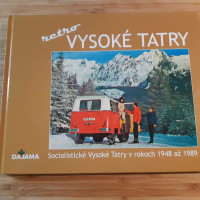 retro
VYSOKÉ TATRY
DAJAMA
Socialistické Vysoké Tatry v rokoch 1948 až 1989